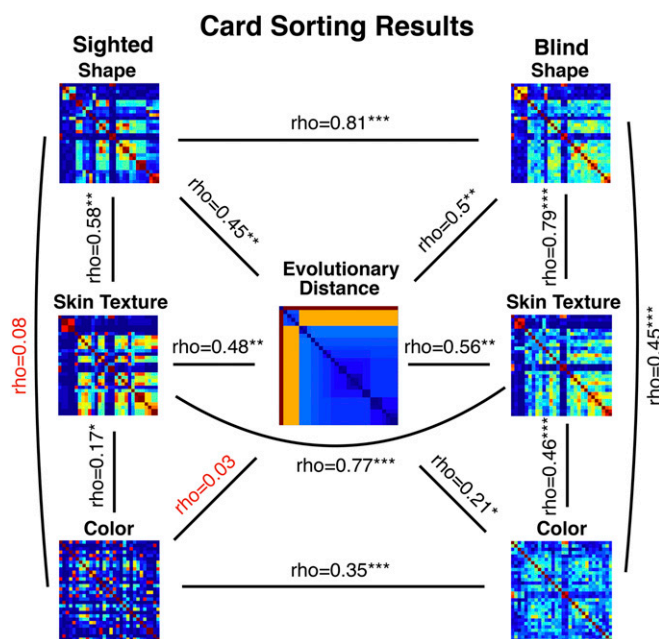 Card Sorting Results
Sighted
Shape
Blind
Shape
rho=0.81***
rho=0.58**
rho=0.45**
rho=0.5**
rho=0.79***
Evolutionary
Distance
Skin Texture
Skin Texture
rho=0.08
rho=0.48**
rho=0.56**
rho=0.45***
rho=0.17*
rho=0.03
rho=0.77***
rho=0.21*
rho=0.46***
Color
Color
rho=0.35***